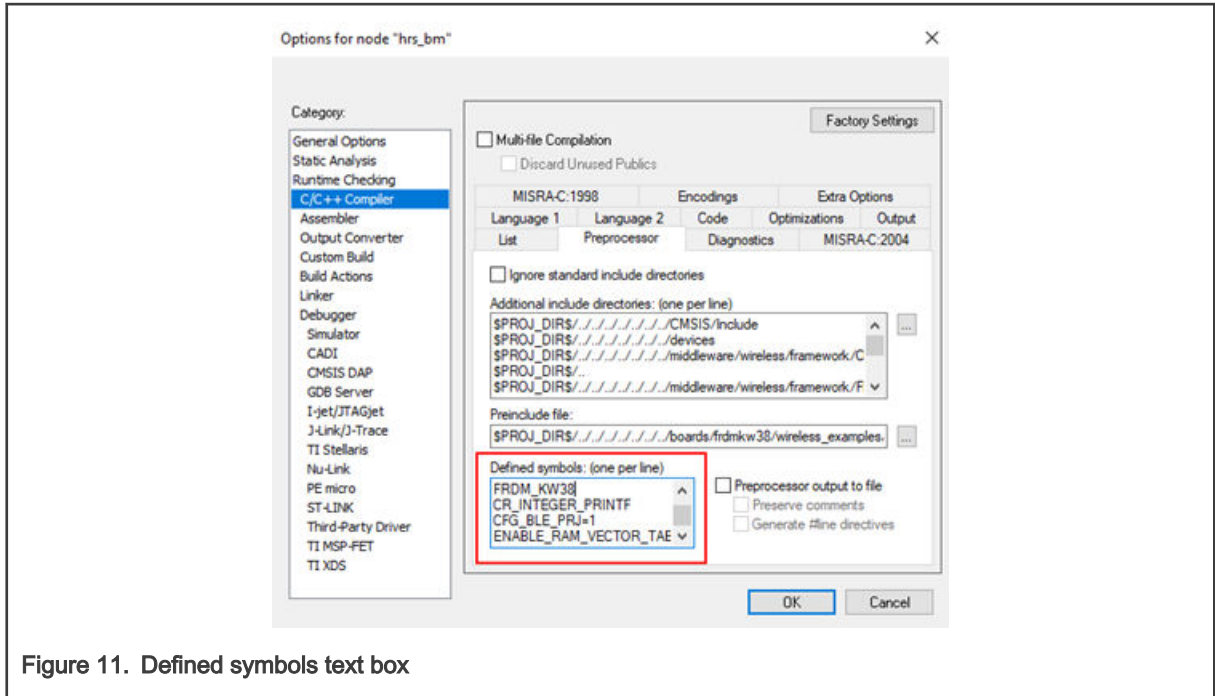 Options for node "hrs_bm"
Category:
General Options
Static Analysis
Runtime Checking
C/C++ Compiler
Assembler
Output Converter
Custom Build
Build Actions
Linker
Debugger
Simulator
CADI
CMSIS DAP
GDB Server
I-jet/JTAGjet
J-Link/J-Trace
TI Stellaris
Nu-Link
PE micro
ST-LINK
Third-Party Driver
TI MSP-FET
TI XDS
Factory Settings
Multi-file Compilation
Discard Unused Publics
MISRA-C:1998 Encodings Extra Options
Language 1 Language 2 Code Optimizations Output
List Preprocessor Diagnostics MISRA-C:2004
Ignore standard include directories
Additional include directories: (one per line)
$PROJ_DIR$/../../../../../../../CMSIS/Include
$PROJ_DIR$/../../../../../../../devices
$PROJ_DIR$/../../../../../../../middleware/wireless/framework/C
$PROJ_DIR$/..
$PROJ_DIR$/../../../../../../../middleware/wireless/framework/F
...
Preinclude file:
$PROJ_DIR$/../../../../../../../boards/frdmkw38/wireless_examples.
...
Defined symbols: (one per line)
FRDM_KW38
CR_INTEGER_PRINTF
CFG_BLE_PRJ=1
ENABLE_RAM_VECTOR_TAE
Preprocessor output to file
Preserve comments
Generate #line directives
OK Cancel
Figure 11. Defined symbols text box